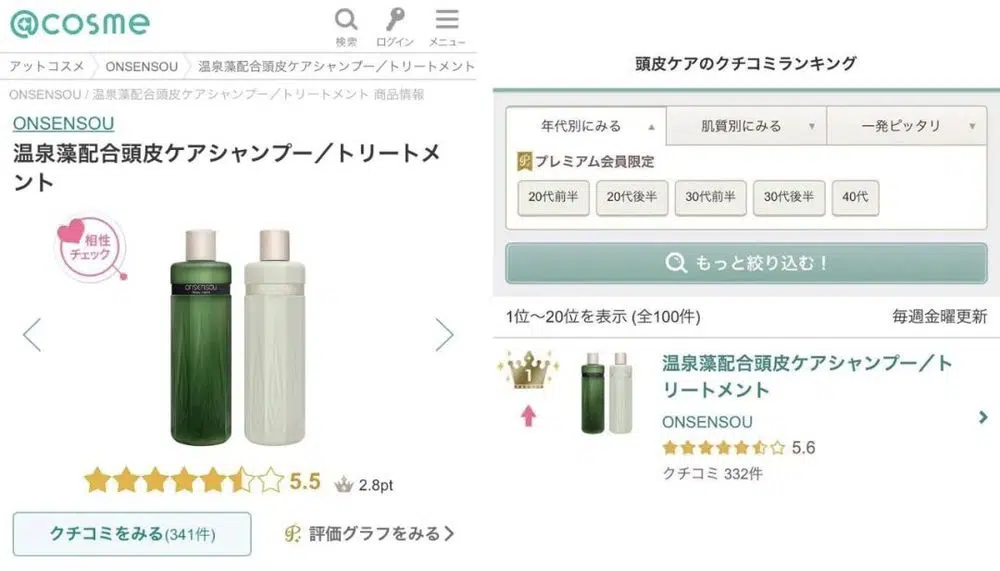 @cosme
検索
ログイン
メニュー
アットコスメ
ONSENSOU
温泉藻配合頭皮ケアシャンプー／トリートメント
ONSENSOU / 温泉藻配合頭皮ケアシャンプー／トリートメント 商品情報
ONSENSOU
温泉藻配合頭皮ケアシャンプー／トリートメ
ント
相性
チェック
ONSENSOU
5.5
2.8pt
クチコミをみる(341件)
評価グラフをみる
頭皮ケアのクチコミランキング
年代別にみる
肌質別にみる
一発ピッタリ
プレミアム会員限定
20代前半
20代後半
30代前半
30代後半
40代
もっと絞り込む！
1位〜20位を表示 (全100件)
毎週金曜更新
1
温泉藻配合頭皮ケアシャンプー／ト
リートメント
ONSENSOU
5.6
クチコミ 332件